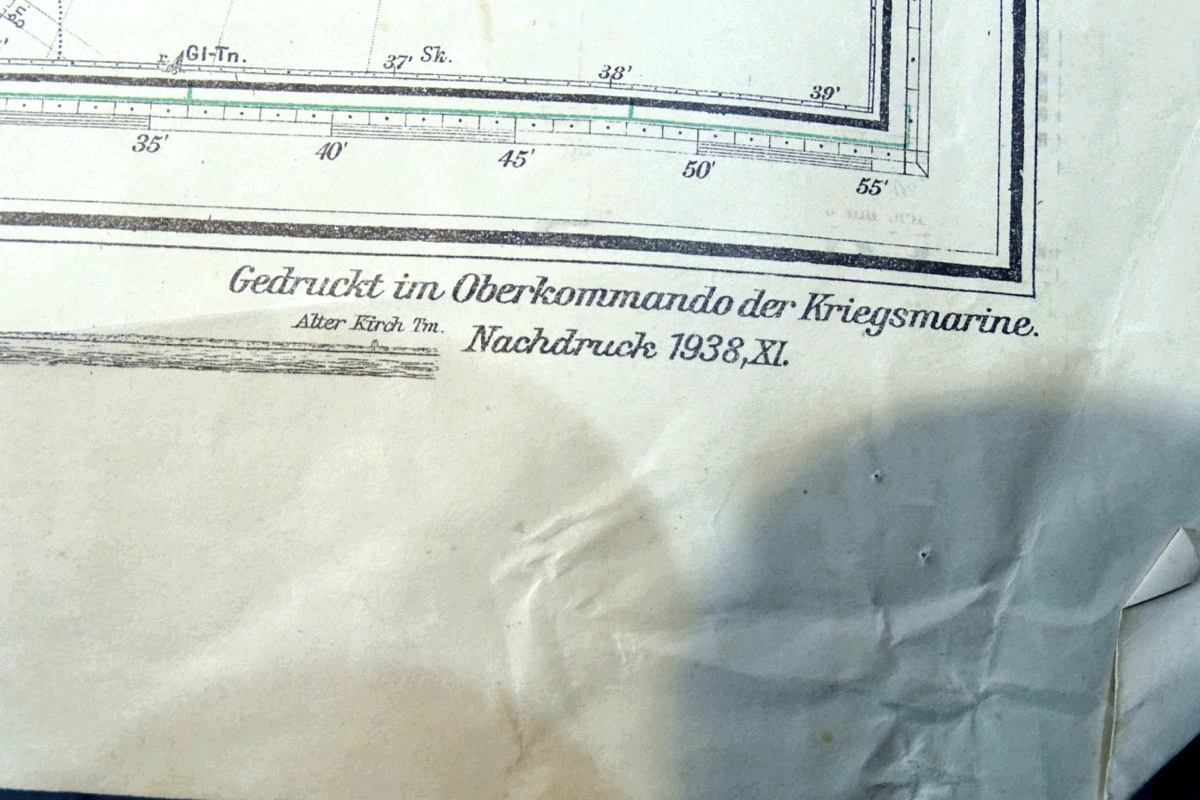 Gl-Tn.
37' Sk. 38' 39'
35' 40' 45' 50' 55'
Gedruckt im Oberkommando der Kriegsmarine.
Alter Kirch Tm.
Nachdruck 1938,XI.